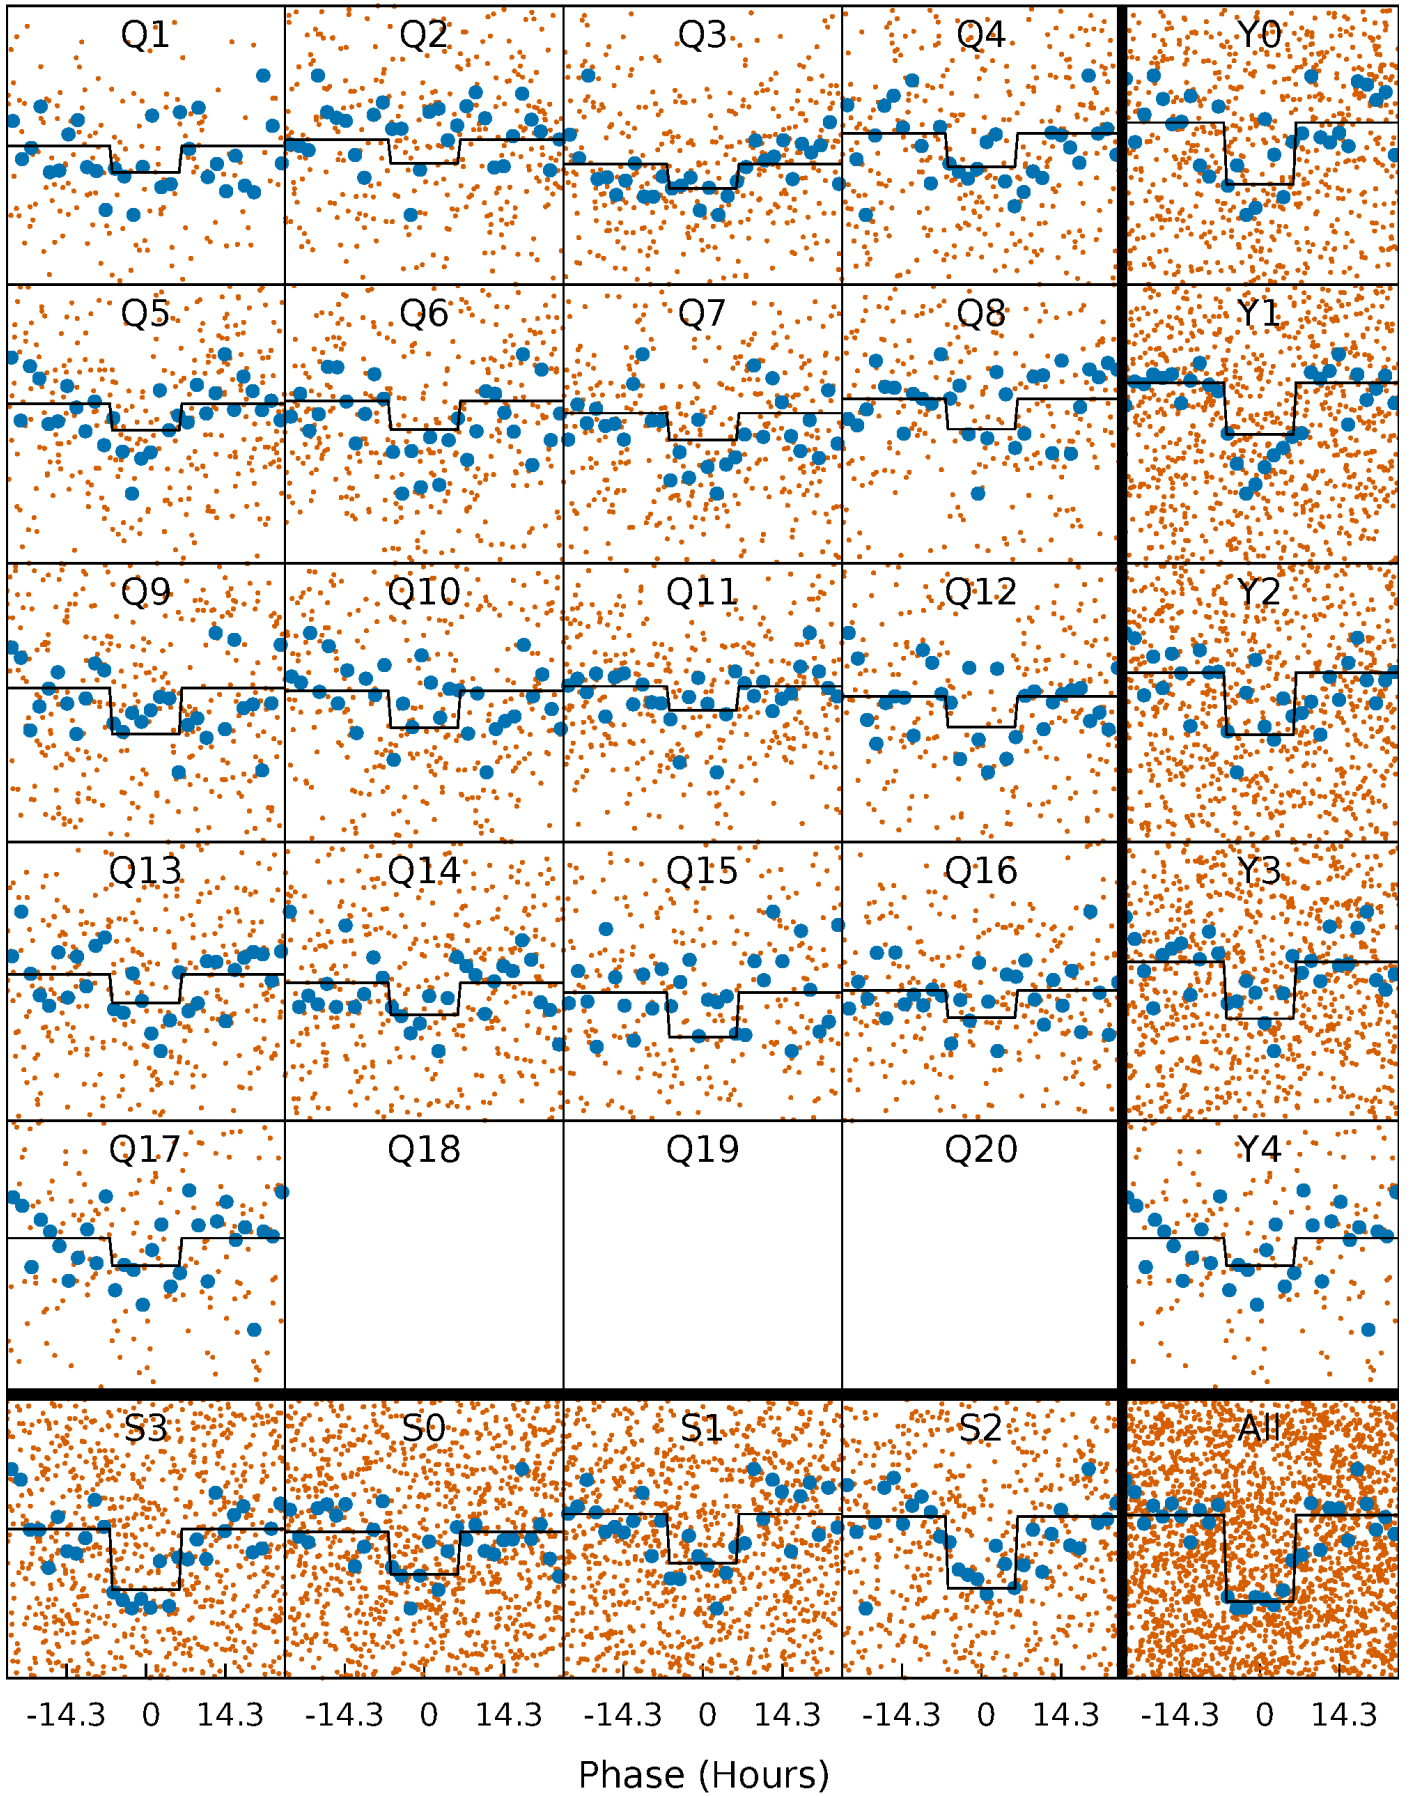 Q1 Q2 Q3 Q4 Y0
Q5 Q6 Q7 Q8 Y1
Q9 Q10 Q11 Q12 Y2
Q13 Q14 Q15 Q16 Y3
Q17 Q18 Q19 Q20 Y4
S3 S0 S1 S2 All
-14.3 0 14.3 -14.3 0 14.3 -14.3 0 14.3 -14.3 0 14.3 -14.3 0 14.3
Phase (Hours)